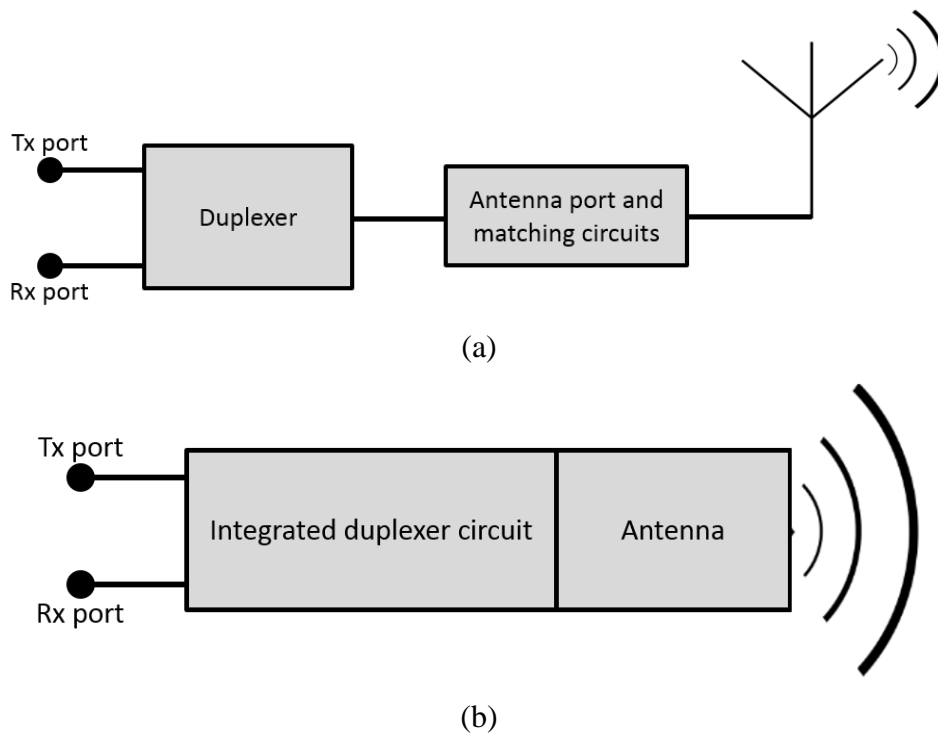 Tx port
Duplexer
Antenna port and
matching circuits
Rx port
(a)
Tx port
Integrated duplexer circuit
Antenna
Rx port
(b)